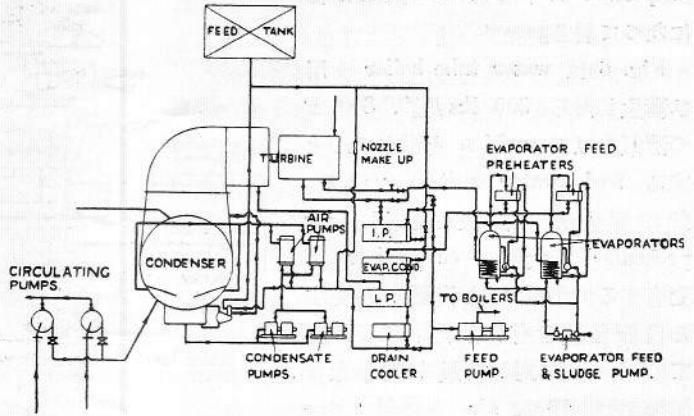 FEED TANK
TURBINE
NOZZLE
MAKE UP
EVAPORATOR FEED
PREHEATERS
AIR
PUMPS
I.P.
CONDENSER
EVAP. COND
EVAPORATORS
CIRCULATING
PUMPS.
L.P.
TO BOILERS
CONDENSATE
PUMPS.
DRAIN
COOLER.
FEED
PUMP.
EVAPORATOR FEED
& SLUDGE PUMP.